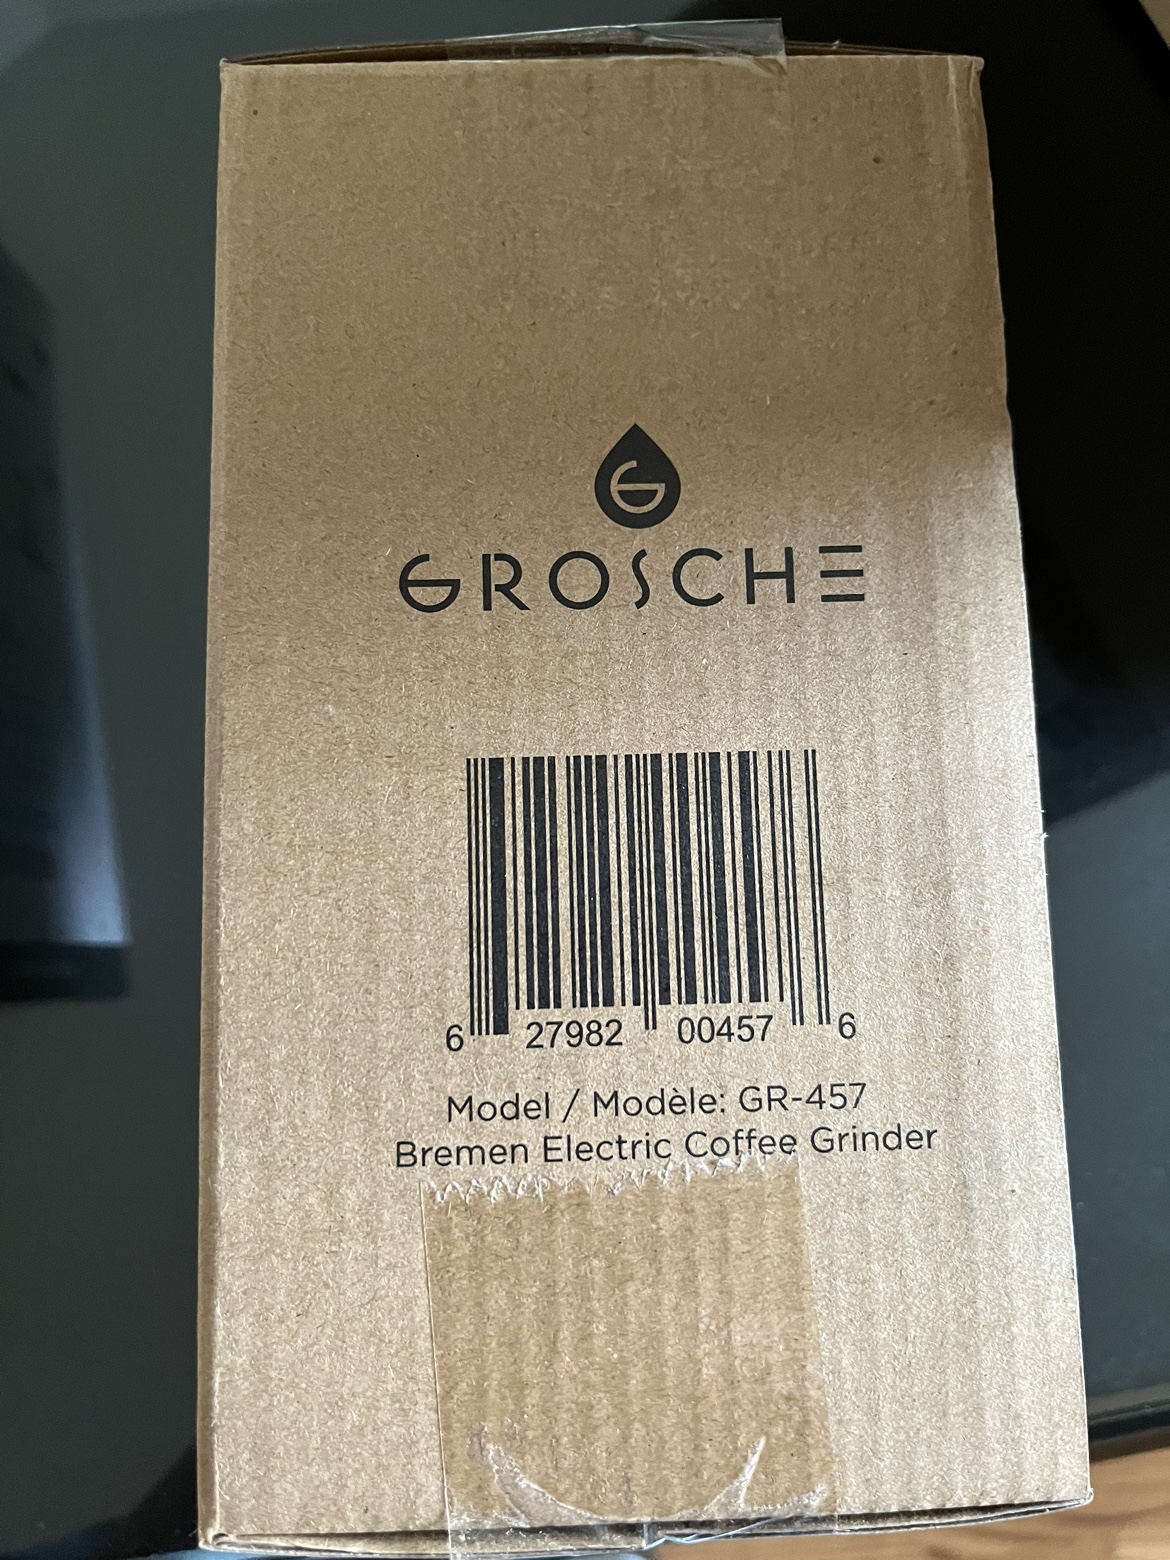 GROSCHE
6 27982 00457 6
Model / Modèle: GR-457
Bremen Electric Coffee Grinder